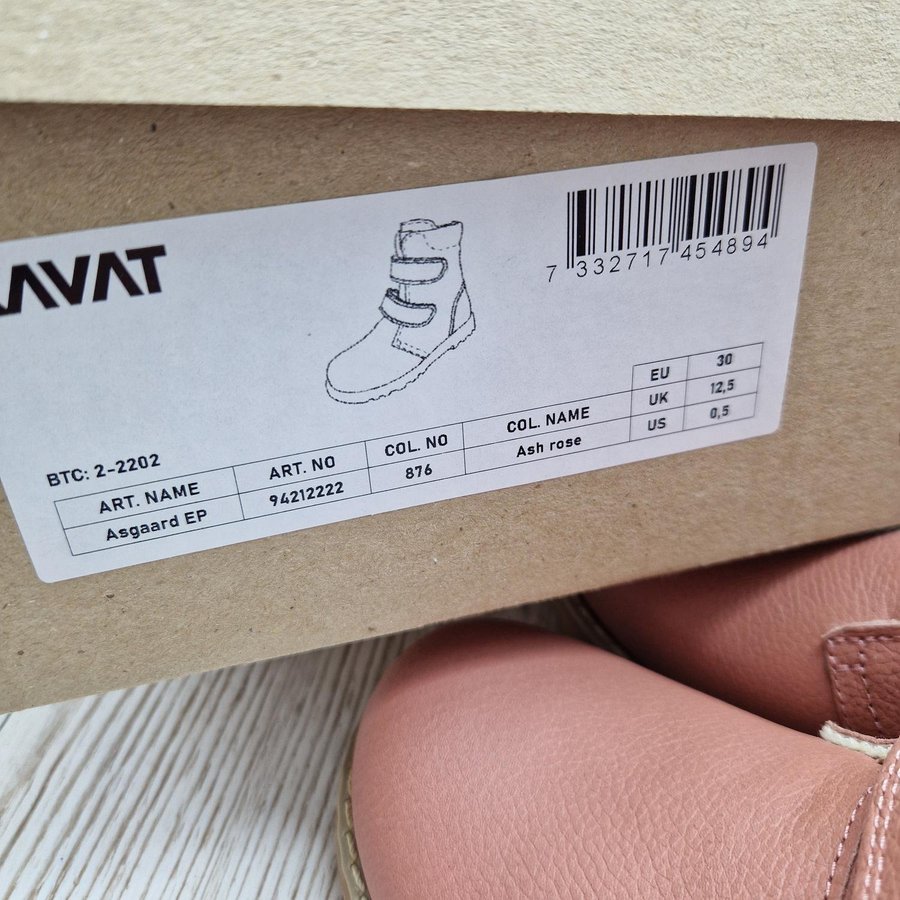 KAVAT
7 332717 454894
BTC: 2-2202
ART. NAME ART. NO COL. NO COL. NAME EU 30
Asgaard EP 94212222 876 Ash rose UK 12,5
US 0,5